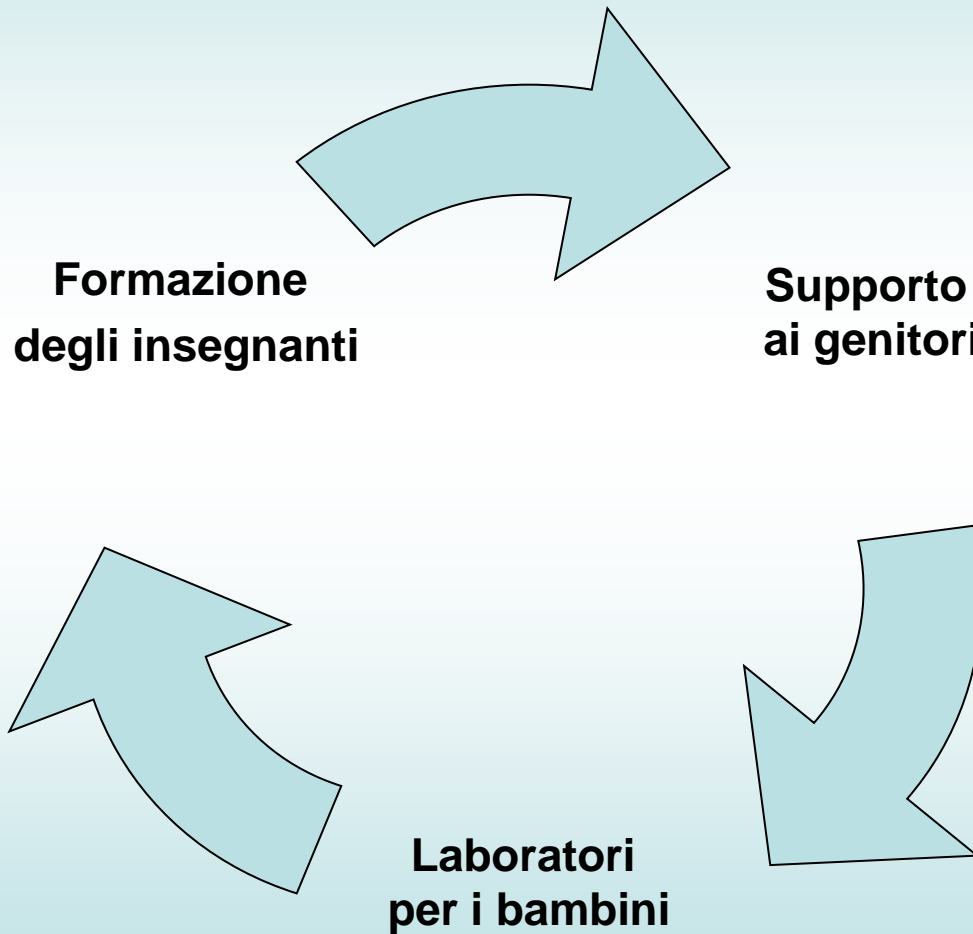 Formazione
degli insegnanti
Supporto
ai genitori
Laboratori
per i bambini